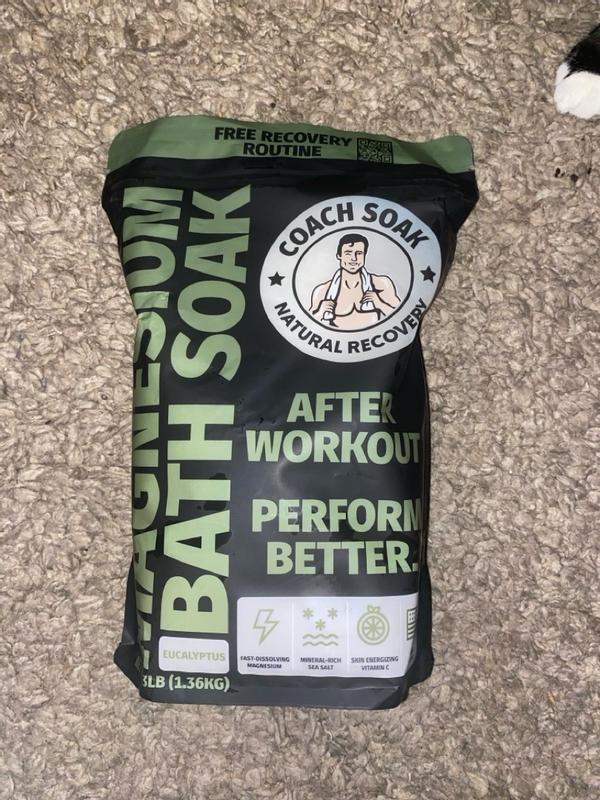 FREE RECOVERY
ROUTINE
MAGNESIUM
BATH SOAK
COACH SOAK
NATURAL RECOVERY
AFTER
WORKOUT
PERFORM
BETTER.
EUCALYPTUS
3LB (1.36KG)
FAST-DISSOLVING
MAGNESIUM
MINERAL-RICH
SEA SALT
SKIN ENERGIZING
VITAMIN C